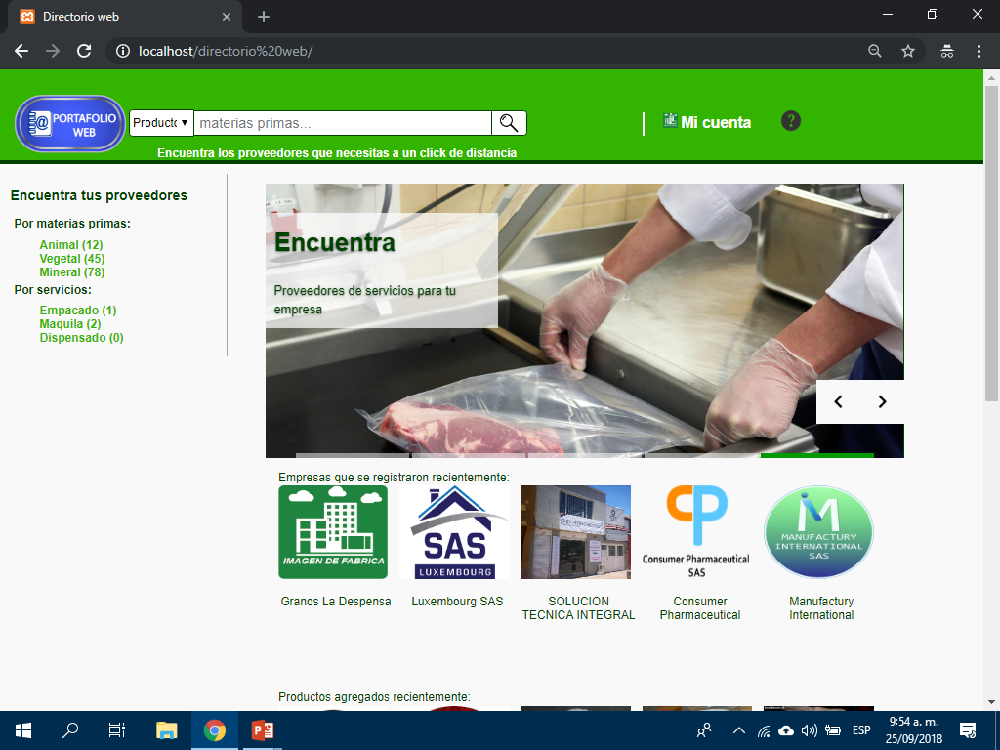 Directorio web
localhost/directorio%20web/
@ PORTAFOLIO
WEB
Product
materias primas...
Mi cuenta
?
Encuentra los proveedores que necesitas a un click de distancia
Encuentra tus proveedores
Por materias primas:
Animal (12)
Vegetal (45)
Mineral (78)
Por servicios:
Empacado (1)
Maquila (2)
Dispensado (0)
Encuentra
Proveedores de servicios para tu
empresa
Empresas que se registraron recientemente:
IMAGEN DE FABRICA
SAS
LUXEMBOURG
CP
Consumer Pharmaceutical
SAS
M
MANUFACTURY
INTERNATIONAL
SAS
Granos La Despensa
Luxembourg SAS
SOLUCION
TECNICA INTEGRAL
Consumer
Pharmaceutical
Manufactury
International
Productos agregados recientemente:
ESP
9:54 a. m.
25/09/2018